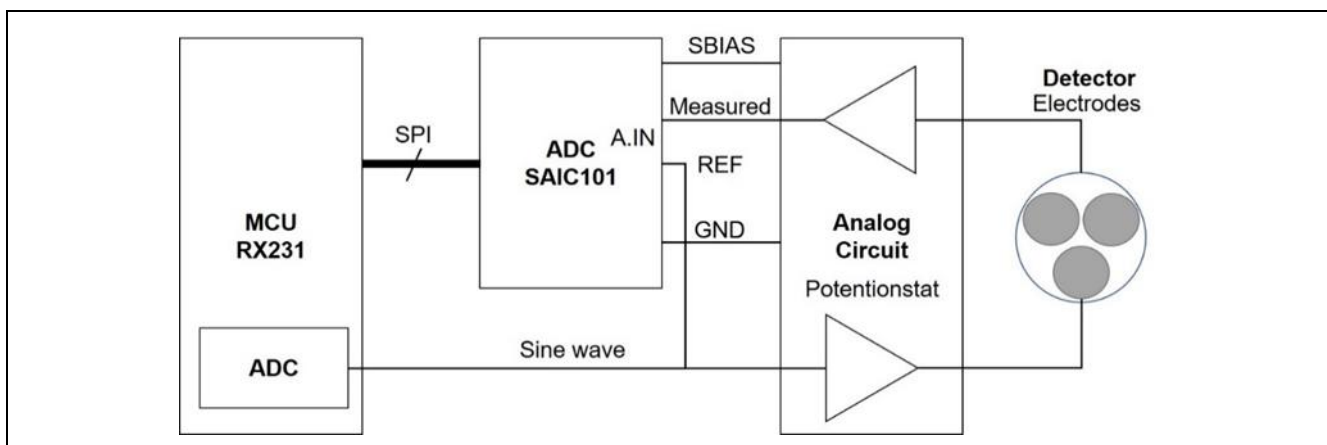 SBIAS
Detector
Electrodes
Measured
SPI
A.IN
ADC
SAIC101
REF
MCU
RX231
GND
Analog
Circuit
Potentionstat
Sine wave
ADC